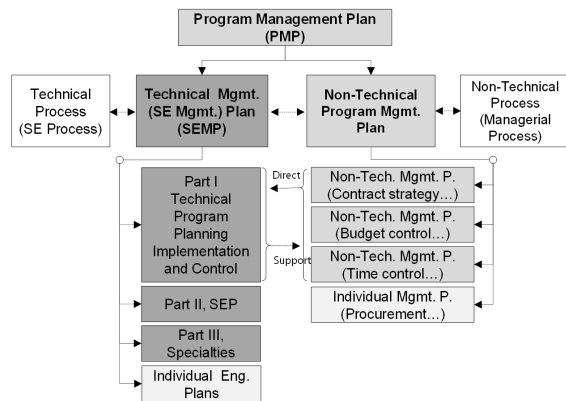 Program Management Plan
(PMP)
Technical
Process
(SE Process)
Technical Mgmt.
(SE Mgmt.) Plan
(SEMP)
Non-Technical
Program Mgmt.
Plan
Non-Technical
Process
(Managerial
Process)
Part I
Technical
Program
Planning
Implementation
and Control
Direct
Support
Non-Tech. Mgmt. P.
(Contract strategy…)
Non-Tech. Mgmt. P.
(Budget control…)
Non-Tech. Mgmt. P.
(Time control…)
Individual Mgmt. P.
(Procurement…)
Part II, SEP
Part III,
Specialties
Individual Eng.
Plans